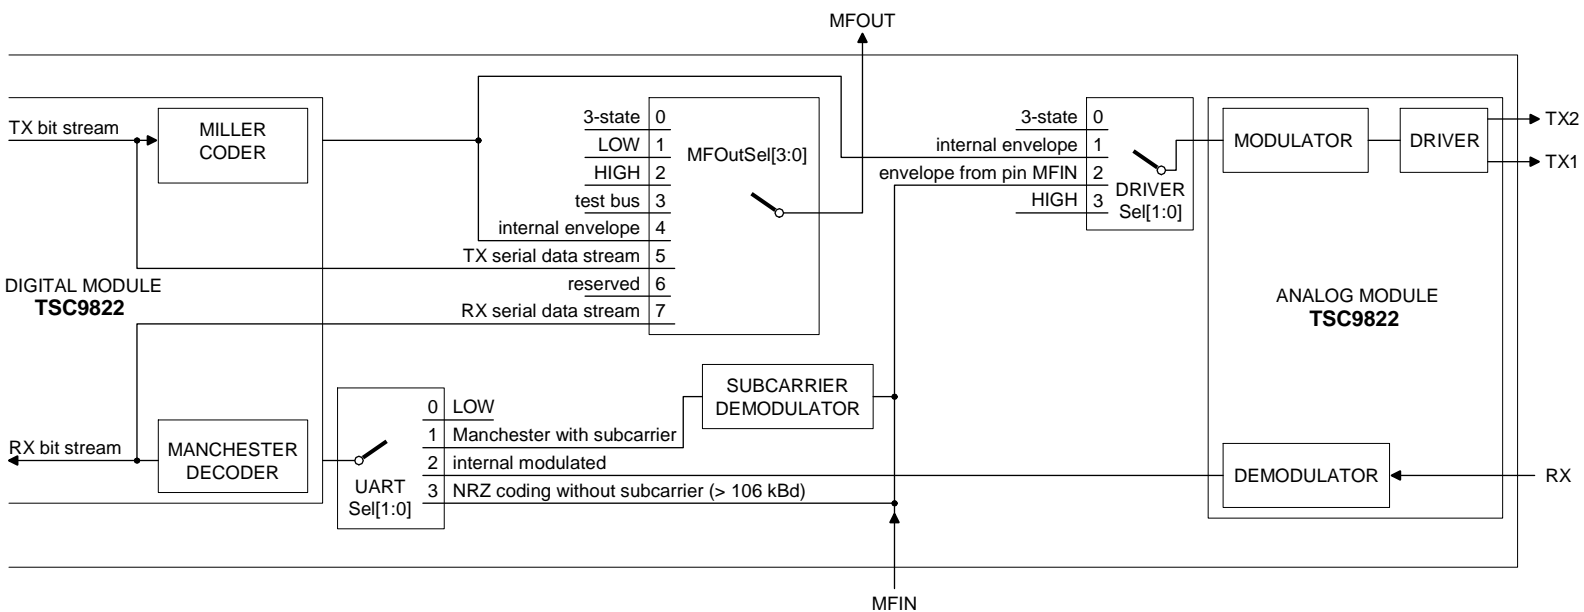 MFOUT
TX bit stream
MILLER
CODER
3-state 0
LOW 1
HIGH 2
test bus 3
internal envelope 4
TX serial data stream 5
reserved 6
RX serial data stream 7
MFOutSel[3:0]
3-state 0
internal envelope 1
envelope from pin MFIN 2
HIGH 3
DRIVER
Sel[1:0]
MODULATOR
DRIVER
TX2
TX1
DIGITAL MODULE
TSC9822
ANALOG MODULE
TSC9822
SUBCARRIER
DEMODULATOR
RX bit stream
MANCHESTER
DECODER
0 LOW
1 Manchester with subcarrier
2 internal modulated
3 NRZ coding without subcarrier (> 106 kBd)
UART
Sel[1:0]
DEMODULATOR
RX
MFIN